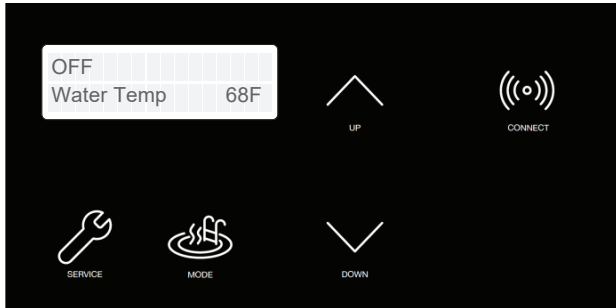 OFF
Water Temp 68F
UP
CONNECT
SERVICE
MODE
DOWN